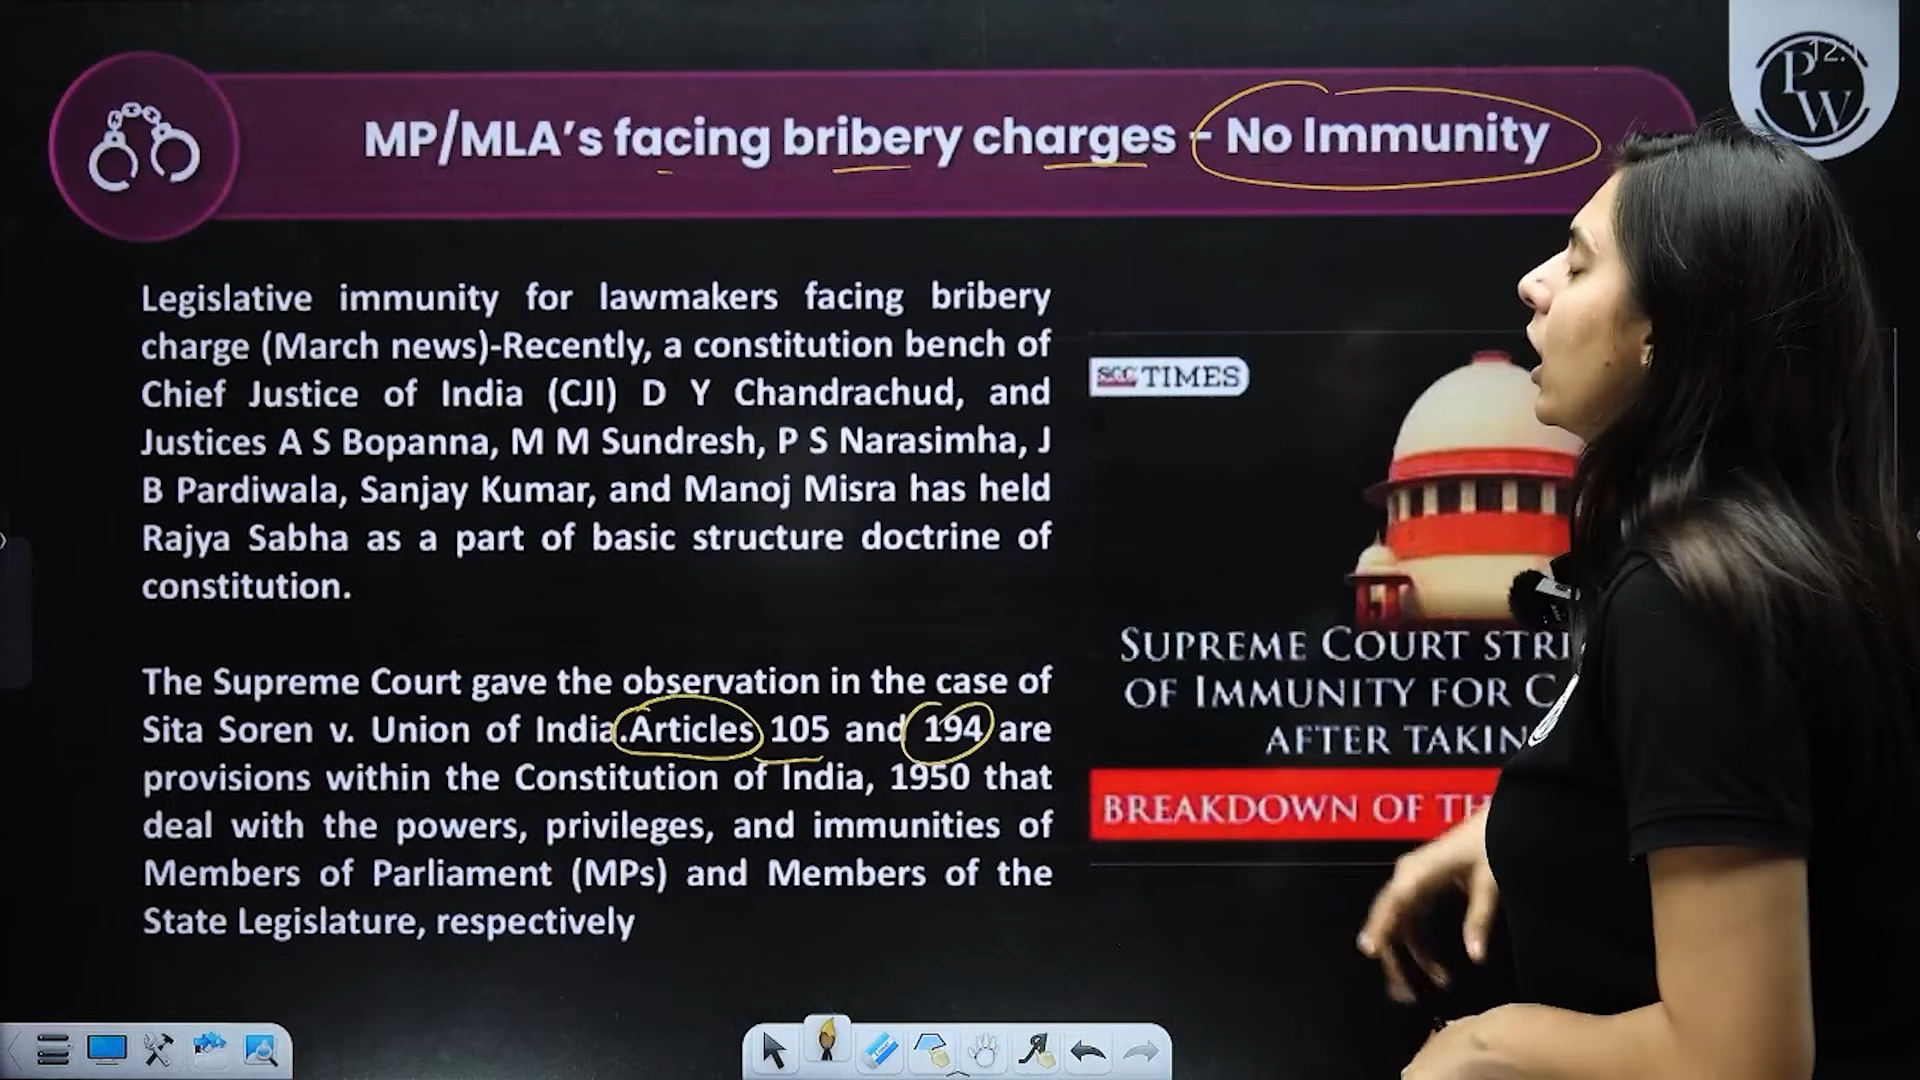 MP/MLA's facing bribery charges - No Immunity
P
W
12.
Legislative immunity for lawmakers facing bribery
charge (March news)-Recently, a constitution bench of
Chief Justice of India (CJI) D Y Chandrachud, and
Justices A S Bopanna, M M Sundresh, P S Narasimha, J
B Pardiwala, Sanjay Kumar, and Manoj Misra has held
Rajya Sabha as a part of basic structure doctrine of
constitution.
The Supreme Court gave the observation in the case of
Sita Soren v. Union of India.Articles 105 and 194 are
provisions within the Constitution of India, 1950 that
deal with the powers, privileges, and immunities of
Members of Parliament (MPs) and Members of the
State Legislature, respectively
SCC TIMES
SUPREME COURT STRI
OF IMMUNITY FOR C
AFTER TAKIN
BREAKDOWN OF TH